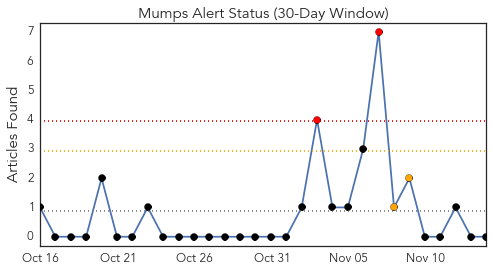 Mumps Alert Status (30-Day Window)
Articles Found
7
6
5
4
3
2
1
0
Oct 16
Oct 21
Oct 26
Oct 31
Nov 05
Nov 10